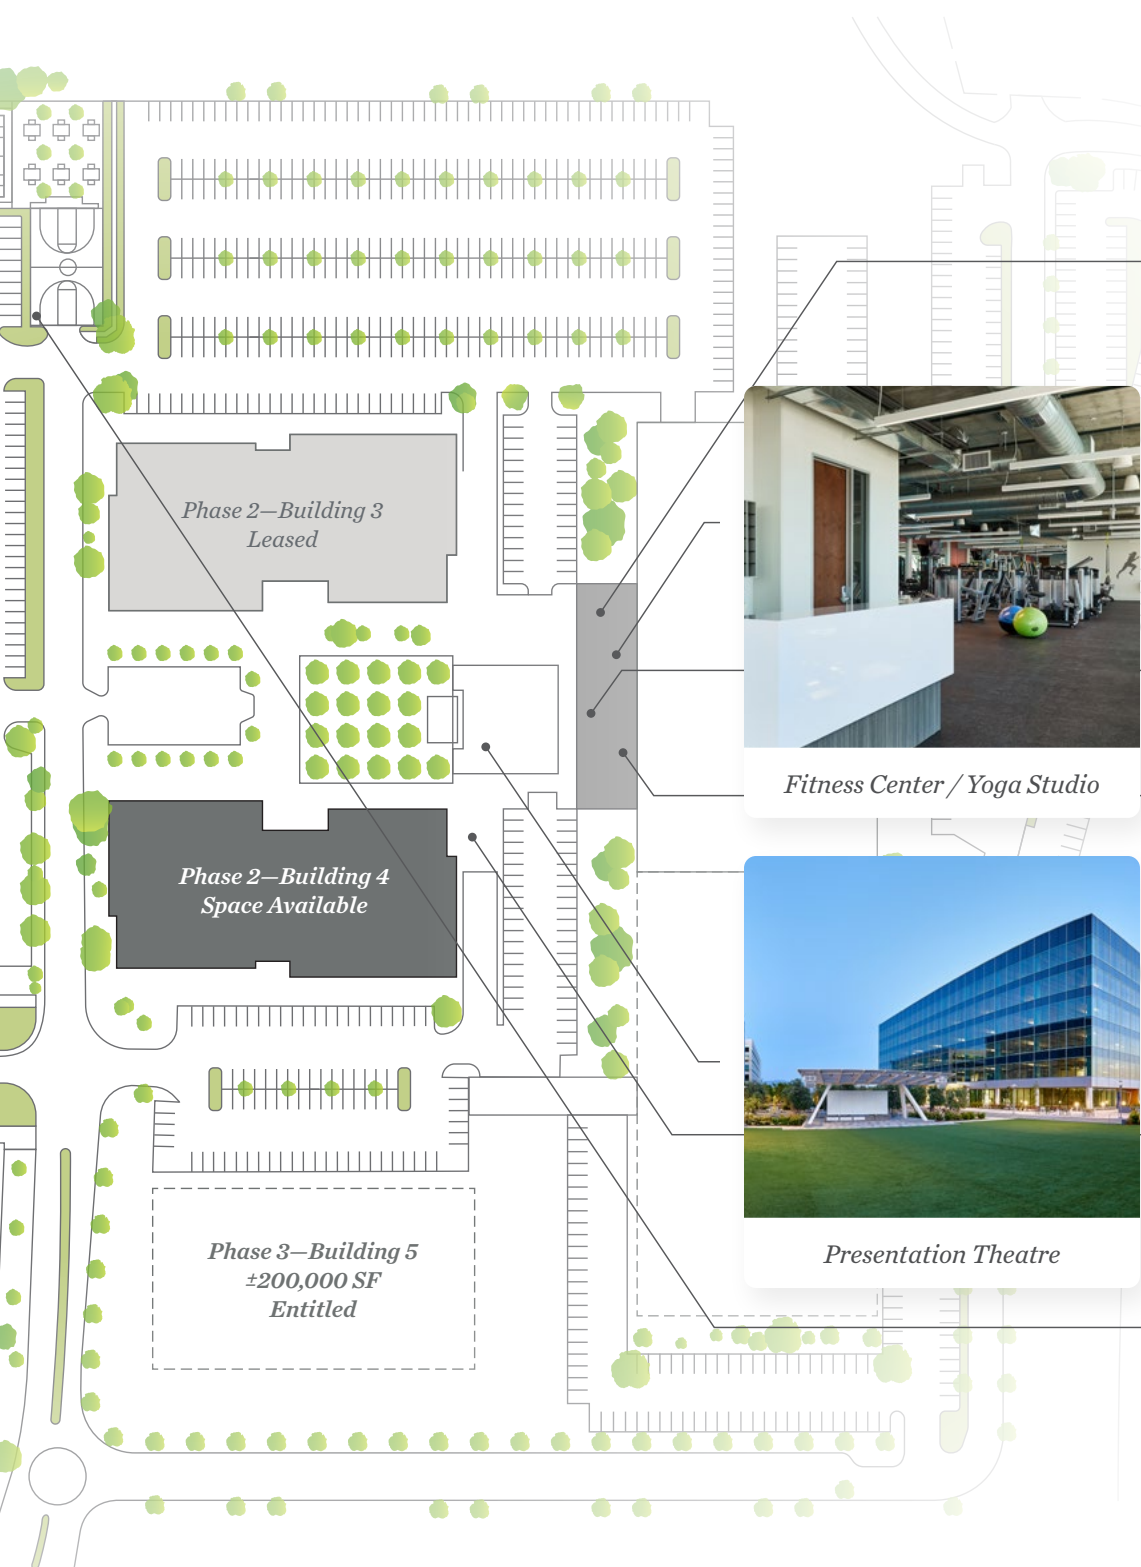 Phase 2—Building 3
Leased
Fitness Center / Yoga Studio
Phase 2—Building 4
Space Available
Phase 3—Building 5
±200,000 SF
Entitled
Presentation Theatre